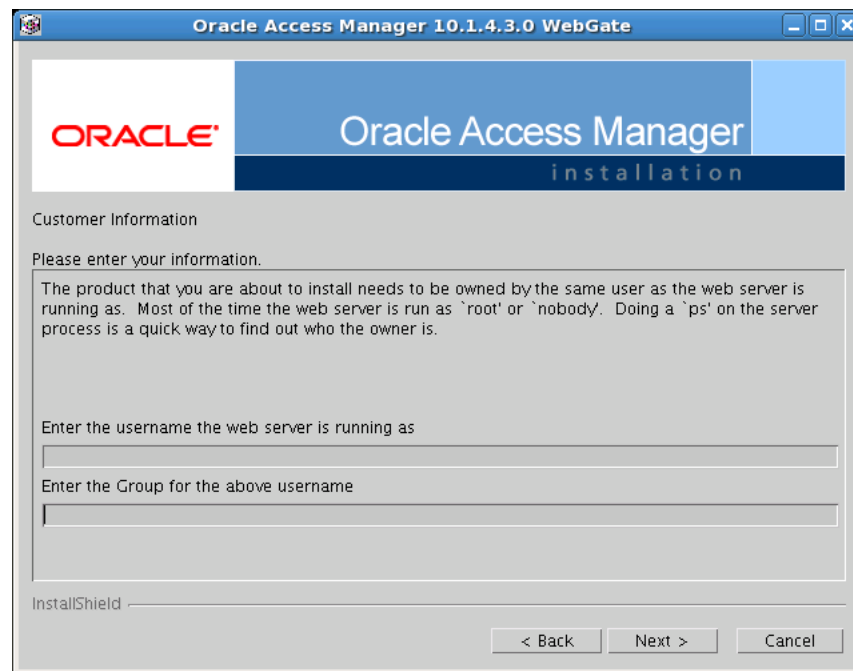 Oracle Access Manager 10.1.4.3.0 WebGate
ORACLE®
Oracle Access Manager
installation
Customer Information
Please enter your information.
The product that you are about to install needs to be owned by the same user as the web server is
running as.  Most of the time the web server is run as `root' or `nobody'.  Doing a `ps' on the server
process is a quick way to find out who the owner is.
Enter the username the web server is running as
Enter the Group for the above username
InstallShield
< Back
Next >
Cancel